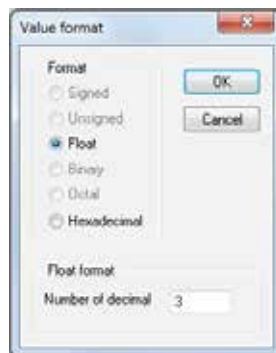 Value format
Format
OK
Signed
Unsigned
Cancel
Float
Binary
Octal
Hexadecimal
Float format
Number of decimal 3